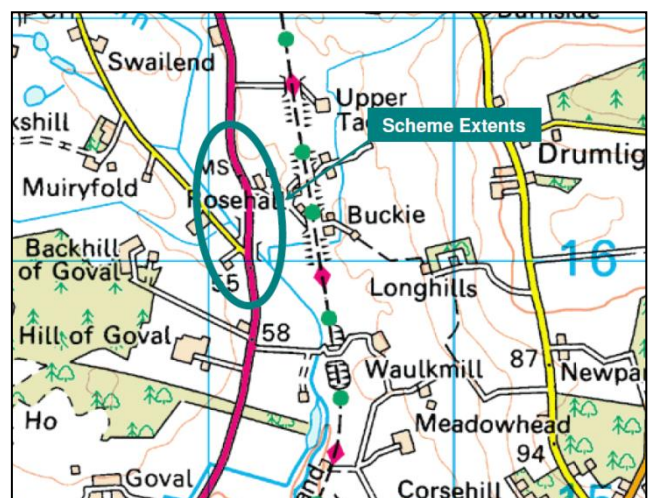 Burnside
Swailend
Upper
Scheme Extents
kshill
Drumlig
MS
Muiryfold
Rosehall
Buckie
Backhill
of Goval
16
55
Longhills
Hill of Goval
58
87
Newpa
Waulkmill
Ho
Meadowhead
94
Goval
Corsehill